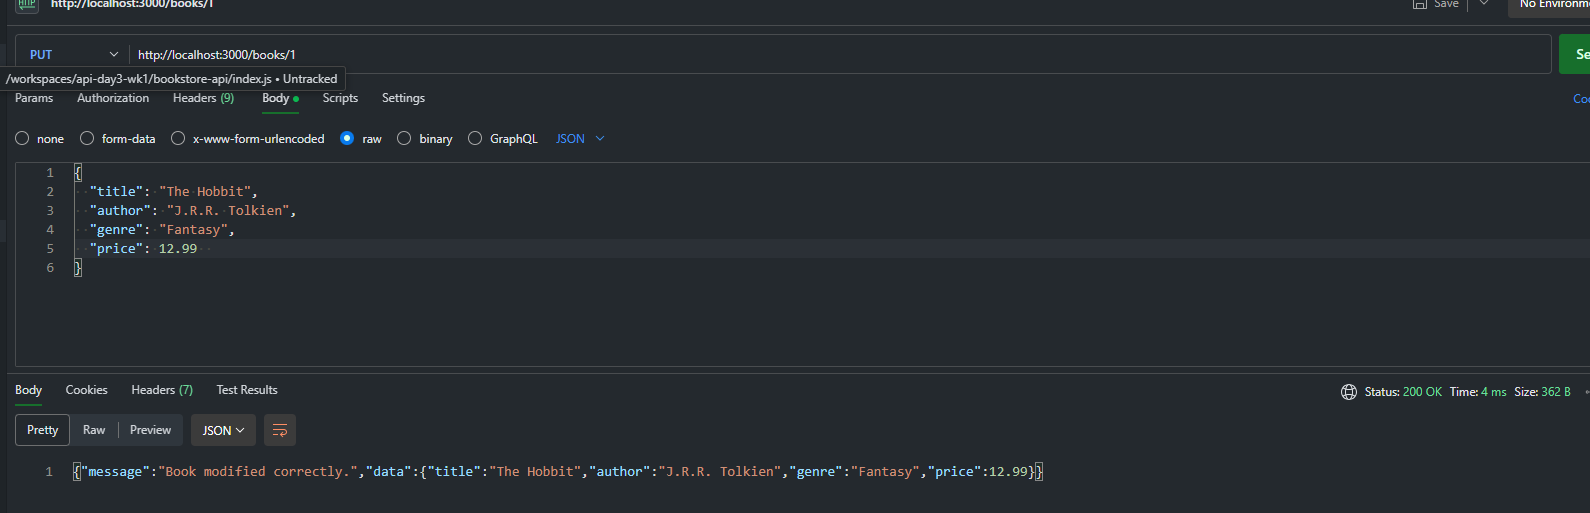 HTTP http://localhost:3000/books/1 Save No Environm
PUT http://localhost:3000/books/1 Se
/workspaces/api-day3-wk1/bookstore-api/index.js • Untracked
Params Authorization Headers (9) Body Scripts Settings Coo
none form-data x-www-form-urlencoded raw binary GraphQL JSON
1 {
2 "title": "The Hobbit",
3 "author": "J.R.R. Tolkien",
4 "genre": "Fantasy",
5 "price": 12.99
6 }
Body Cookies Headers (7) Test Results Status: 200 OK Time: 4 ms Size: 362 B
Pretty Raw Preview JSON
1 {"message":"Book modified correctly.","data":{"title":"The Hobbit","author":"J.R.R. Tolkien","genre":"Fantasy","price":12.99}}